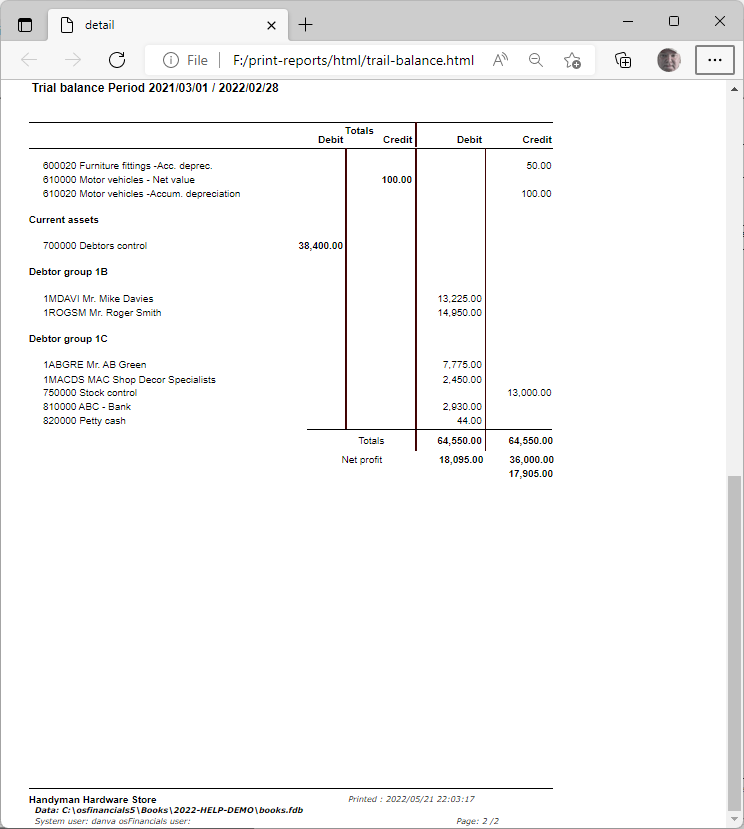 detail
File F:/print-reports/html/trail-balance.html
Trial balance Period 2021/03/01 / 2022/02/28
Totals
Debit Credit Debit Credit
600020 Furniture fittings -Acc. deprec. 50.00
610000 Motor vehicles - Net value 100.00
610020 Motor vehicles -Accum. depreciation 100.00
Current assets
700000 Debtors control 38,400.00
Debtor group 1B
1MDAVI Mr. Mike Davies 13,225.00
1ROGSM Mr. Roger Smith 14,950.00
Debtor group 1C
1ABGRE Mr. AB Green 7,775.00
1MACDS MAC Shop Decor Specialists 2,450.00
750000 Stock control 13,000.00
810000 ABC - Bank 2,930.00
820000 Petty cash 44.00
Totals 64,550.00 64,550.00
Net profit 18,095.00 36,000.00
17,905.00
Handyman Hardware Store Printed : 2022/05/21 22:03:17
Data: C:\osfinancials5\Books\2022-HELP-DEMO\books.fdb
System user: danva osFinancials user: Page: 2 /2